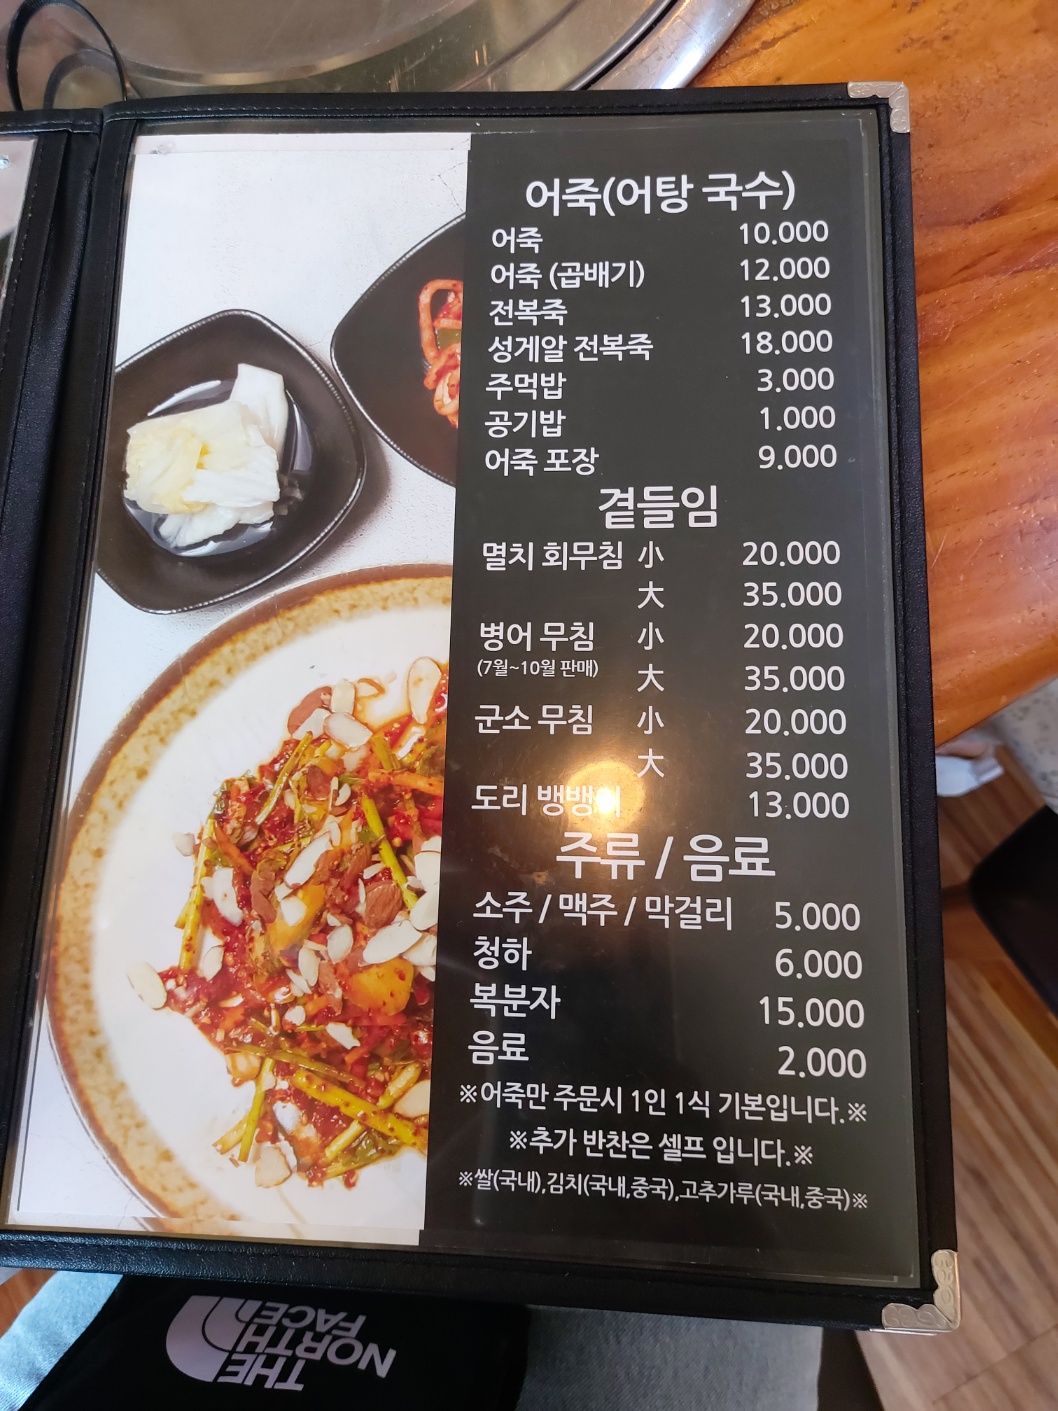 어죽(어탕 국수)
어죽 10.000
어죽 (곱배기) 12.000
전복죽 13.000
성게알 전복죽 18.000
주먹밥 3.000
공기밥 1.000
어죽 포장 9.000
곁들임
멸치 회무침 小 20.000
大 35.000
병어 무침 小 20.000
(7월~10월 판매)
大 35.000
군소 무침 小 20.000
大 35.000
도리 뱅뱅이 13.000
주류 / 음료
소주 / 맥주 / 막걸리 5.000
청하 6.000
복분자 15.000
음료 2.000
※어죽만 주문시 1인 1식 기본입니다.※
※추가 반찬은 셀프 입니다.※
※쌀(국내),김치(국내,중국),고추가루(국내,중국)※
THE
NORTH
FACE